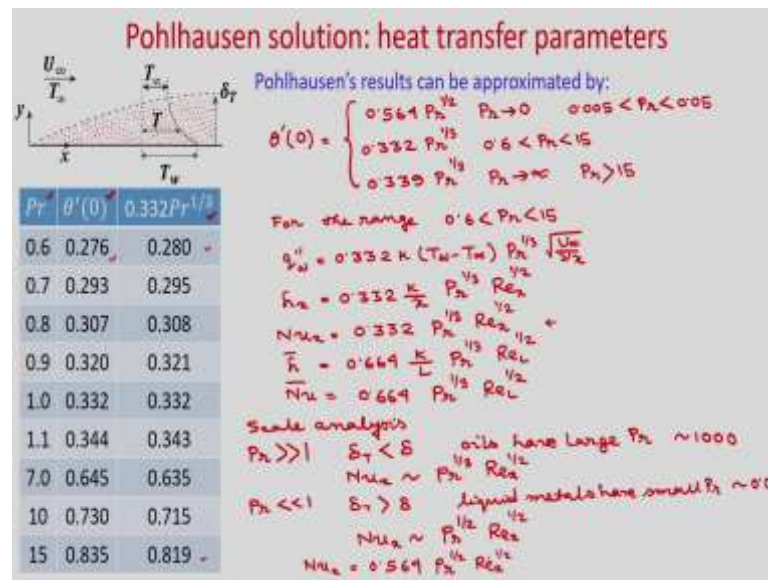 Pohlhausen solution: heat transfer parameters
U∞
T∞
T∞
δT
y
T
x
Tw
Pohlhausen's results can be approximated by:
θ'(0) = { 0.564 Pr^1/2 Pr→0 0.005 < Pr < 0.05
0.332 Pr^1/3 0.6 < Pr < 15
0.339 Pr^1/3 Pr→∞ Pr > 15
Pr θ'(0) 0.332Pr^1/3
0.6 0.276 0.280
0.7 0.293 0.295
0.8 0.307 0.308
0.9 0.320 0.321
1.0 0.332 0.332
1.1 0.344 0.343
7.0 0.645 0.635
10 0.730 0.715
15 0.835 0.819
For the range 0.6 < Pr < 15
q''w = 0.332 K (Tw - T∞) Pr^1/3 √U∞/νx
hx = 0.332 K/x Pr^1/3 Rex^1/2
Nux = 0.332 Pr^1/3 Rex^1/2
h̄ = 0.664 K/L Pr^1/3 ReL^1/2
N̄u = 0.664 Pr^1/3 ReL^1/2
Scale analysis
Pr >> 1 δT < δ oils have large Pr ~1000
Nux ~ Pr^1/3 Rex^1/2
Pr << 1 δT > δ liquid metals have small Pr
Nux ~ Pr^1/2 Rex^1/2
Nux = 0.564 Pr^1/2 Rex^1/2